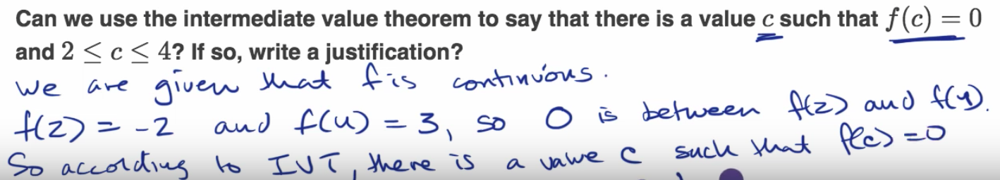 Can we use the intermediate value theorem to say that there is a value c such that f(c) = 0
and 2 ≤ c ≤ 4? If so, write a justification?
we are given that f is continuous.
f(2) = -2 and f(4) = 3, so 0 is between f(2) and f(4).
So according to IVT, there is a value c such that f(c) = 0